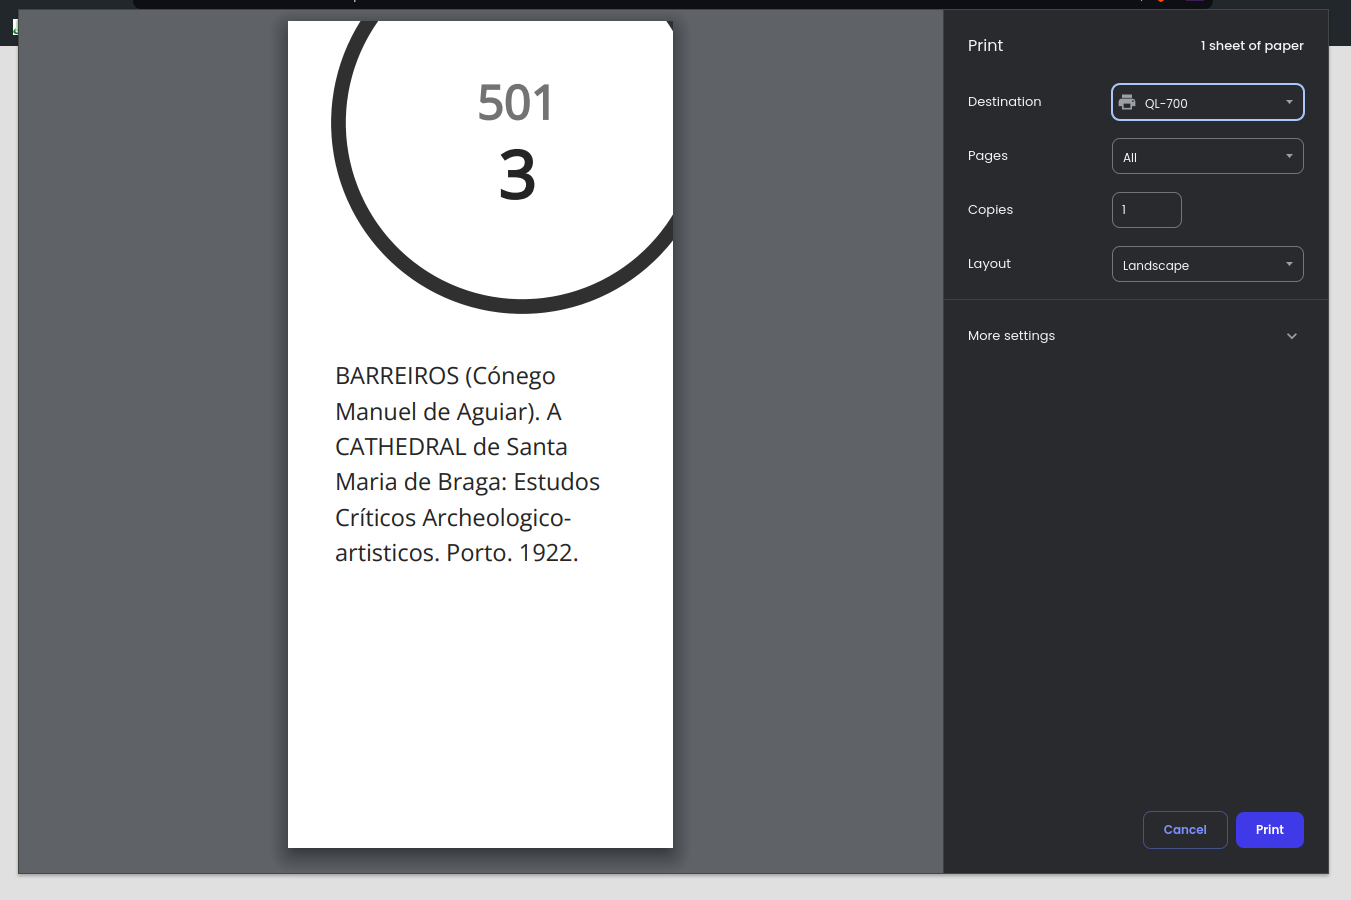 501
3
BARREIROS (Cónego
Manuel de Aguiar). A
CATHEDRAL de Santa
Maria de Braga: Estudos
Críticos Archeologico-
artisticos. Porto. 1922.
Print
1 sheet of paper
Destination
QL-700
Pages
All
Copies
1
Layout
Landscape
More settings
Cancel
Print